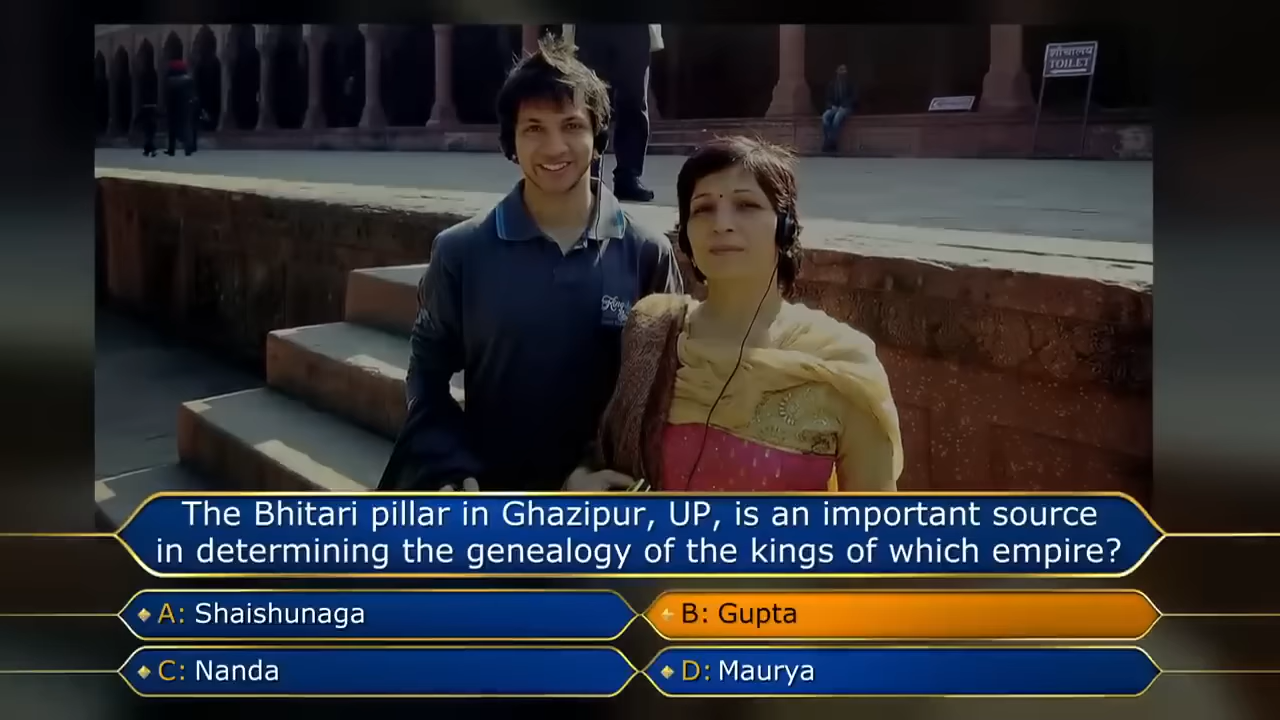 शौचालय
TOILET
King
The Bhitari pillar in Ghazipur, UP, is an important source
in determining the genealogy of the kings of which empire?
A: Shaishunaga
B: Gupta
C: Nanda
D: Maurya